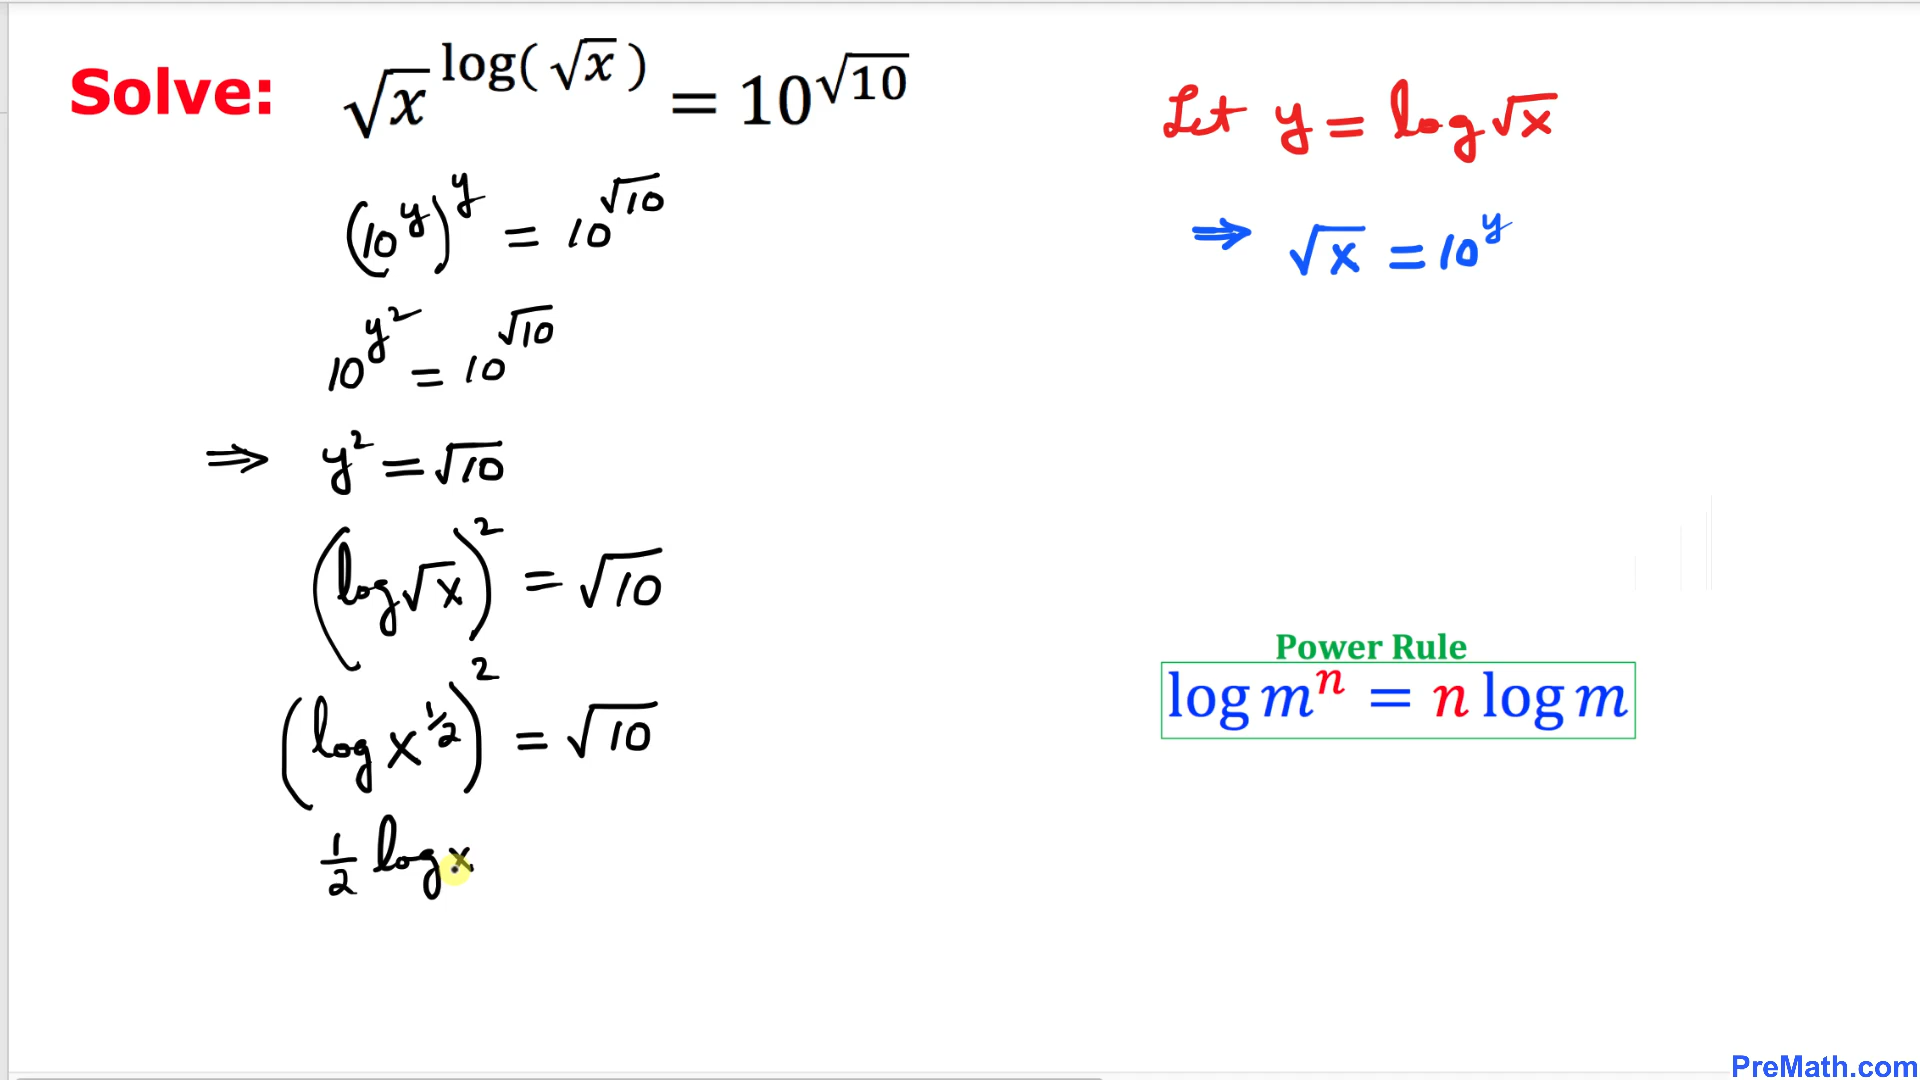 Solve: √x^log(√x) = 10^√10
Let y = log √x
(10^y)^y = 10^√10
⇒ √x = 10^y
10^y² = 10^√10
⇒ y² = √10
(log √x)² = √10
Power Rule
log m^n = n log m
(log x^½)² = √10
½ log x
PreMath.com